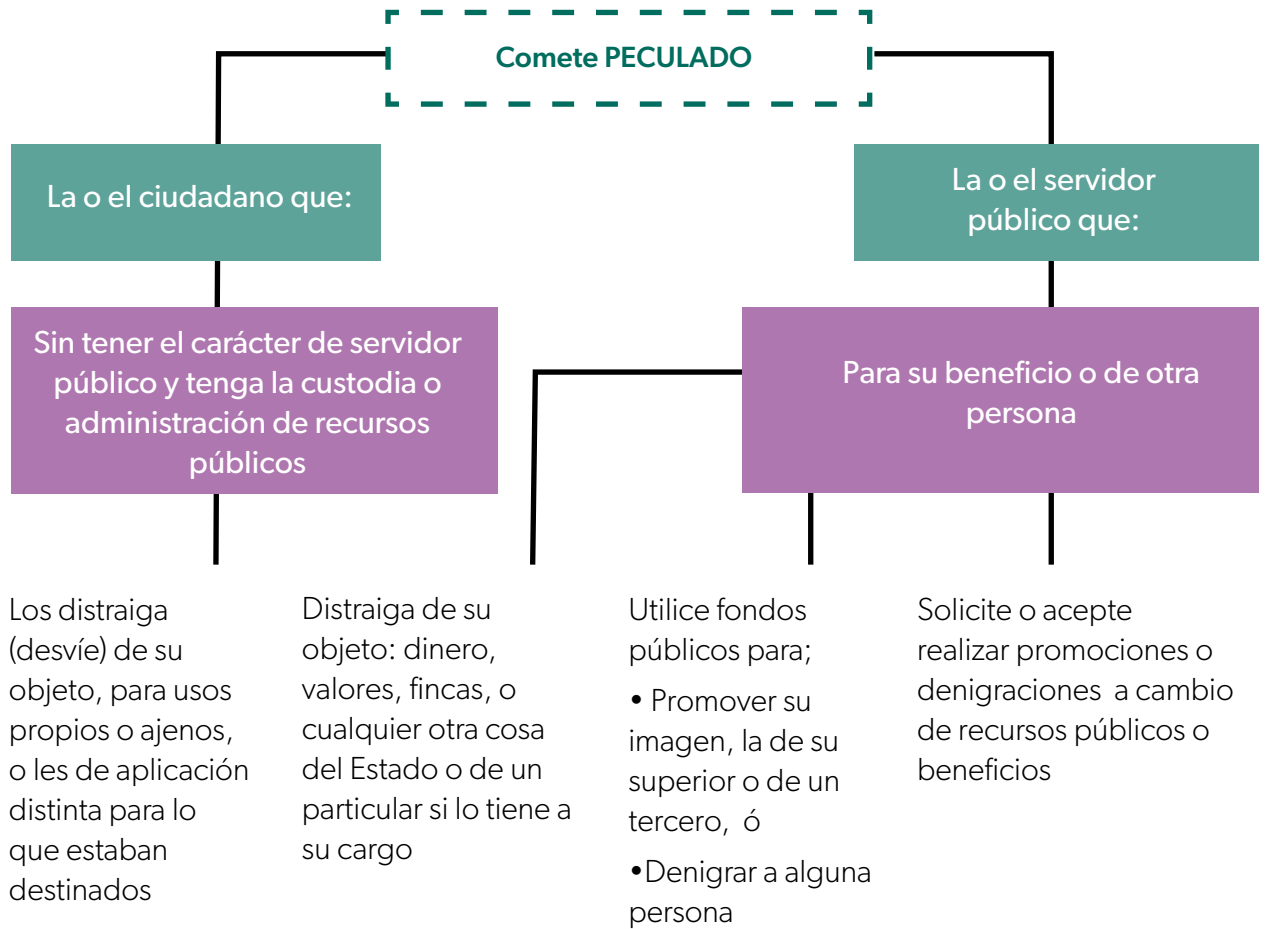 Comete PECULADO
La o el ciudadano que:
La o el servidor
público que:
Sin tener el carácter de servidor
público y tenga la custodia o
administración de recursos
públicos
Para su beneficio o de otra
persona
Los distraiga
(desvíe) de su
objeto, para usos
propios o ajenos,
o les de aplicación
distinta para lo
que estaban
destinados
Distraiga de su
objeto: dinero,
valores, fincas, o
cualquier otra cosa
del Estado o de un
particular si lo tiene a
su cargo
Utilice fondos
públicos para;
• Promover su
imagen, la de su
superior o de un
tercero, ó
•Denigrar a alguna
persona
Solicite o acepte
realizar promociones o
denigraciones a cambio
de recursos públicos o
beneficios